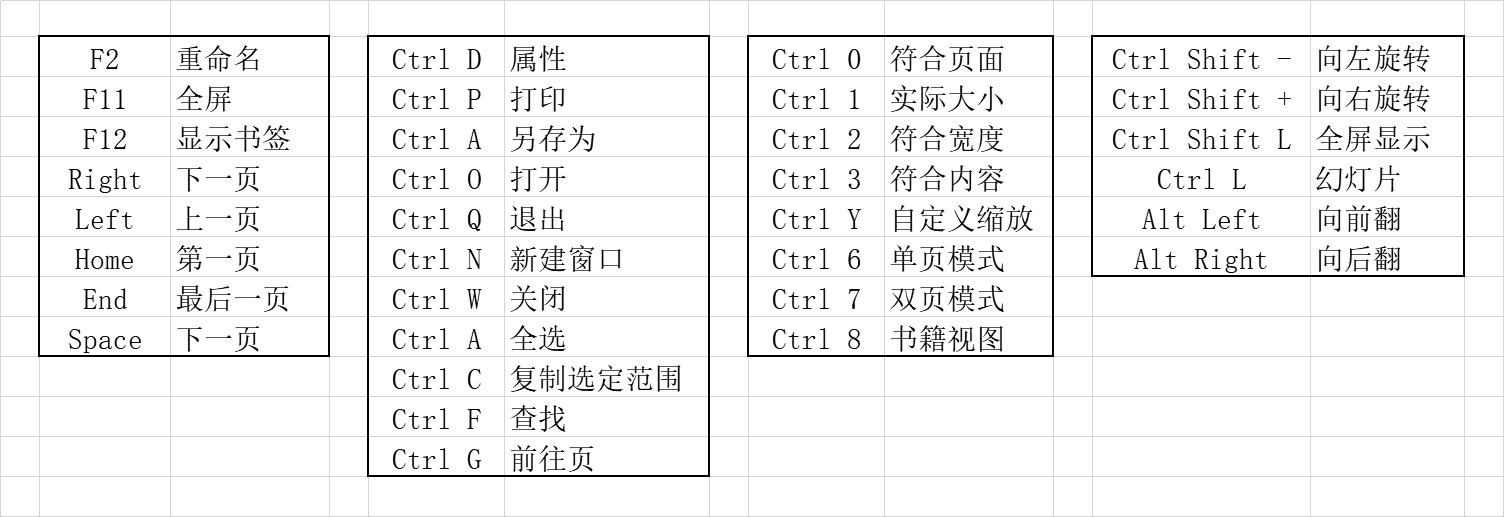 F2 重命名
F11 全屏
F12 显示书签
Right 下一页
Left 上一页
Home 第一页
End 最后一页
Space 下一页
Ctrl D 属性
Ctrl P 打印
Ctrl A 另存为
Ctrl O 打开
Ctrl Q 退出
Ctrl N 新建窗口
Ctrl W 关闭
Ctrl A 全选
Ctrl C 复制选定范围
Ctrl F 查找
Ctrl G 前往页
Ctrl 0 符合页面
Ctrl 1 实际大小
Ctrl 2 符合宽度
Ctrl 3 符合内容
Ctrl Y 自定义缩放
Ctrl 6 单页模式
Ctrl 7 双页模式
Ctrl 8 书籍视图
Ctrl Shift - 向左旋转
Ctrl Shift + 向右旋转
Ctrl Shift L 全屏显示
Ctrl L 幻灯片
Alt Left 向前翻
Alt Right 向后翻